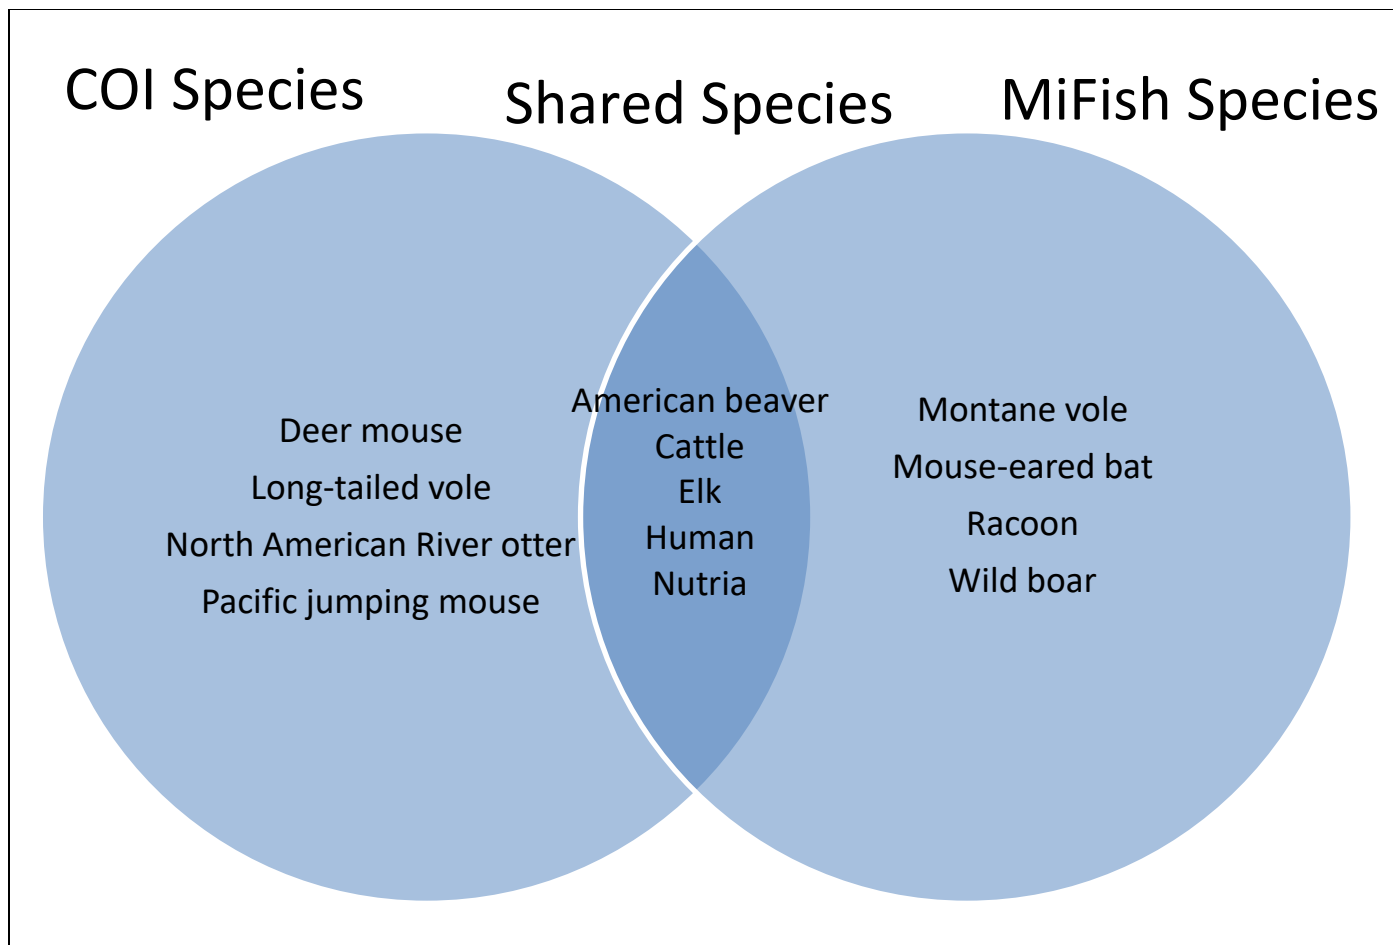 COI Species
Shared Species
MiFish Species
Deer mouse
Long-tailed vole
North American River otter
Pacific jumping mouse
American beaver
Cattle
Elk
Human
Nutria
Montane vole
Mouse-eared bat
Racoon
Wild boar